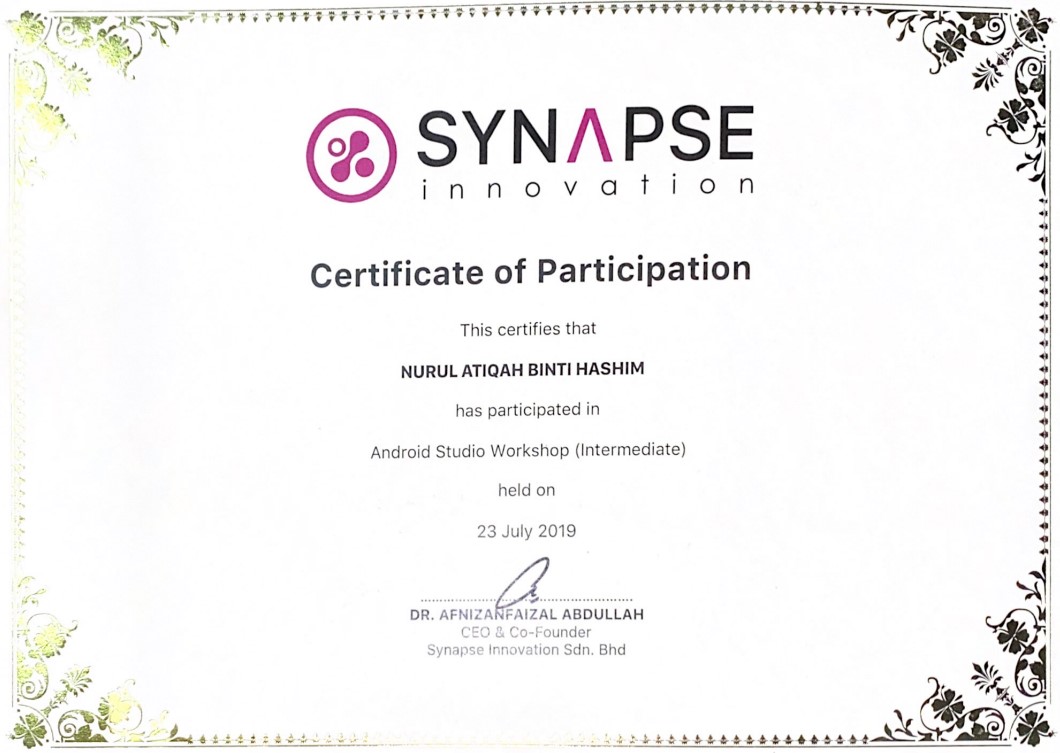 SYNAPSE
innovation
Certificate of Participation
This certifies that
NURUL ATIQAH BINTI HASHIM
has participated in
Android Studio Workshop (Intermediate)
held on
23 July 2019
DR. AFNIZANFAIZAL ABDULLAH
CEO & Co-Founder
Synapse Innovation Sdn. Bhd